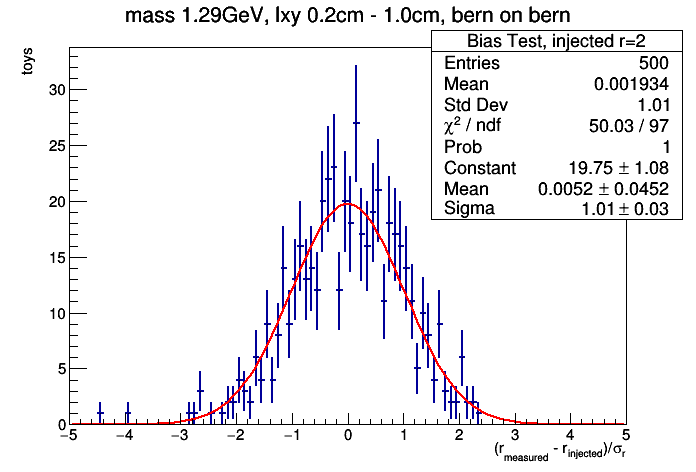 mass 1.29GeV, lxy 0.2cm - 1.0cm, bern on bern
toys
Bias Test, injected r=2
Entries 500
Mean 0.001934
Std Dev 1.01
χ² / ndf 50.03 / 97
Prob 1
Constant 19.75 ± 1.08
Mean 0.0052 ± 0.0452
Sigma 1.01 ± 0.03
30
25
20
15
10
5
0
−5 −4 −3 −2 −1 0 1 2 3 4 5
(r_measured - r_injected)/σ_r